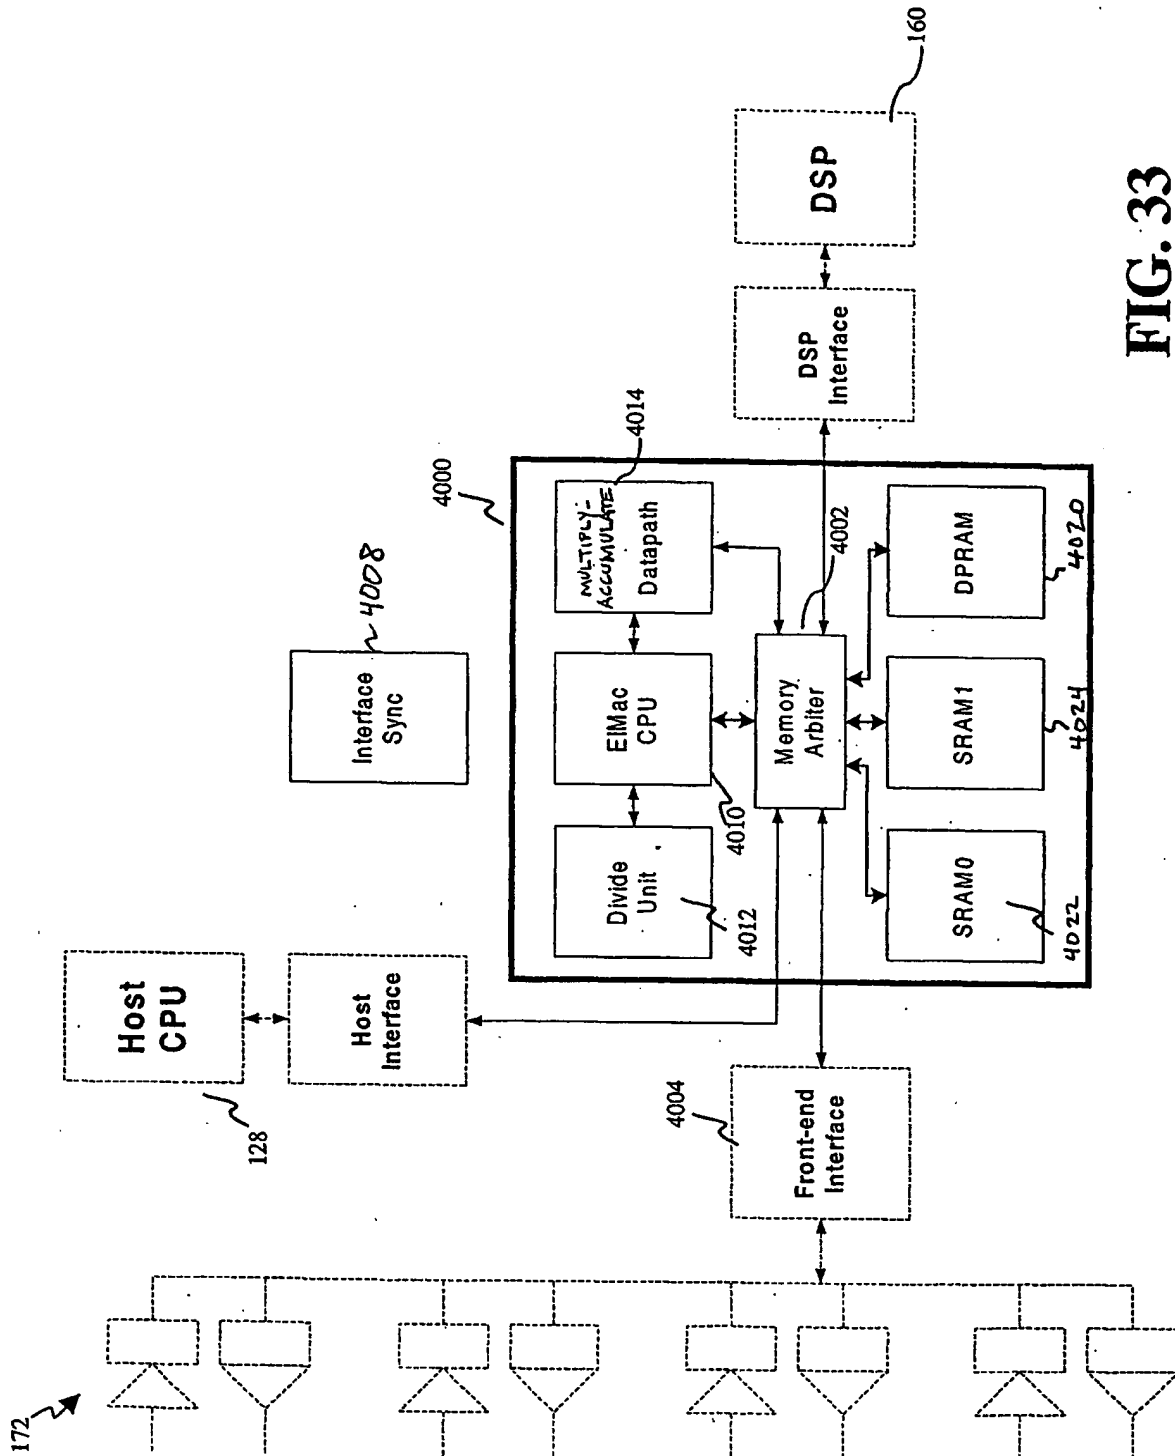 172
Host
CPU
128
Host
Interface
Interface
Sync
4008
4000
Divide
Unit
4012
ElMac
CPU
4010
MULTIPLY-
ACCUMULATE
Datapath
4014
Memory
Arbiter
4002
SRAM0
4022
SRAM1
4024
DPRAM
4020
Front-end
Interface
4004
DSP
Interface
DSP
160
FIG. 33